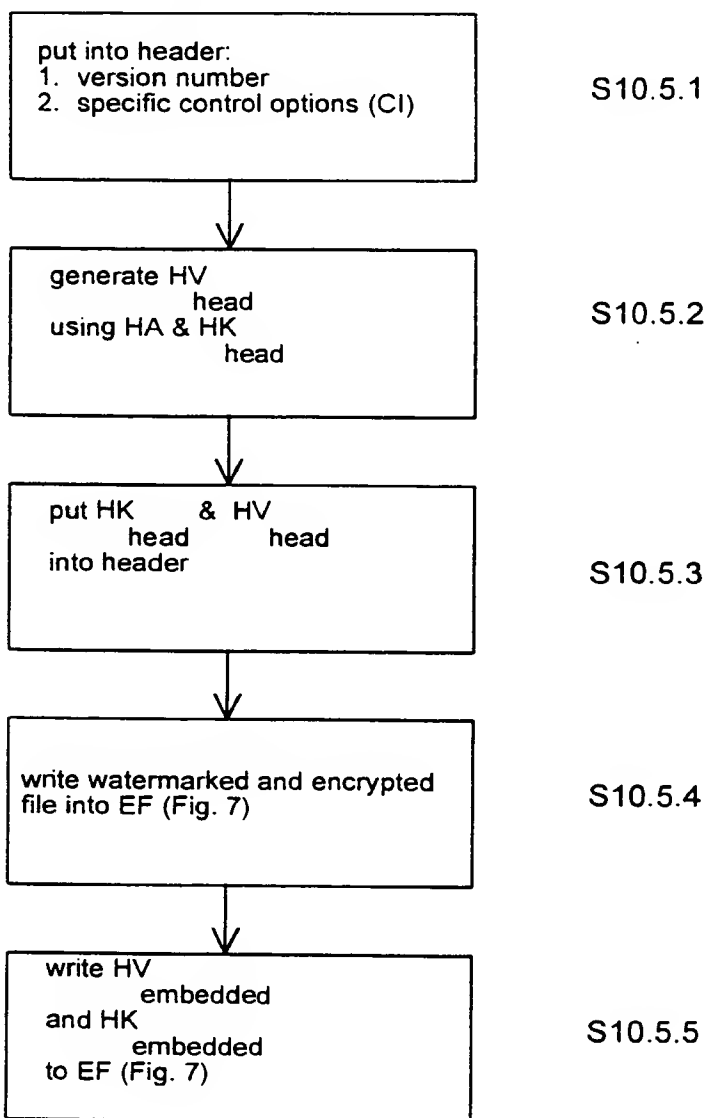 put into header:
1. version number
2. specific control options (CI)
S10.5.1
generate HV
head
using HA & HK
head
S10.5.2
put HK & HV
head head
into header
S10.5.3
write watermarked and encrypted
file into EF (Fig. 7)
S10.5.4
write HV
embedded
and HK
embedded
to EF (Fig. 7)
S10.5.5